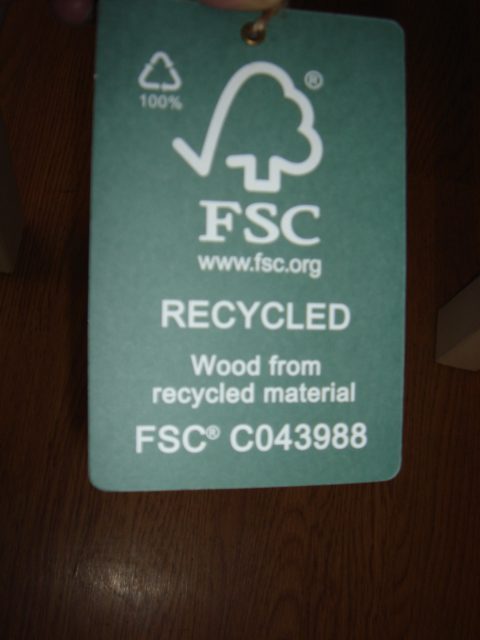 ®
100%
FSC
www.fsc.org
RECYCLED
Wood from
recycled material
FSC® C043988